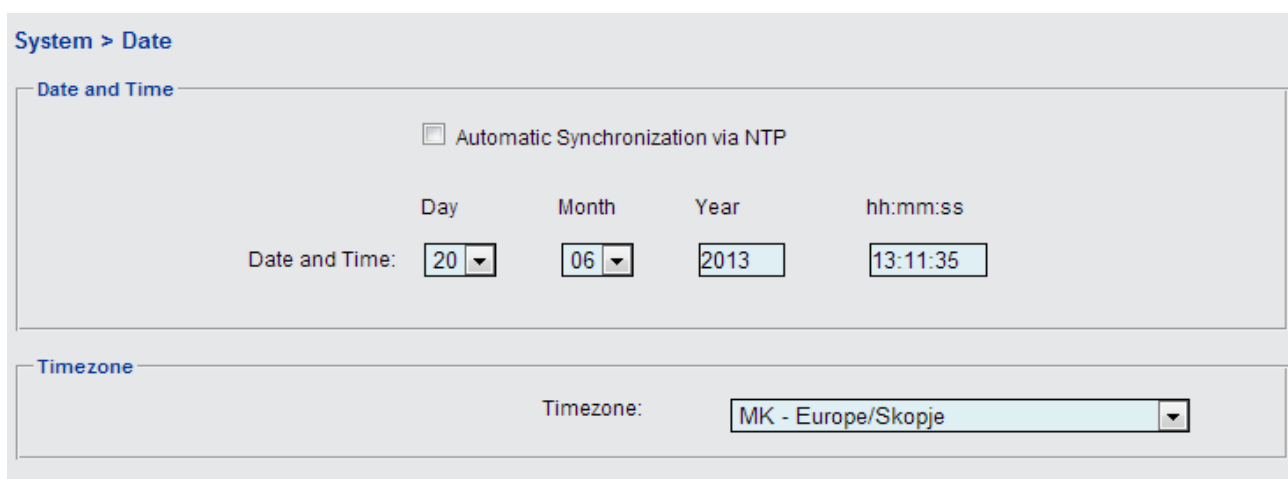 System > Date
Date and Time
Automatic Synchronization via NTP
Day Month Year hh:mm:ss
Date and Time: 20 06 2013 13:11:35
Timezone
Timezone: MK - Europe/Skopje